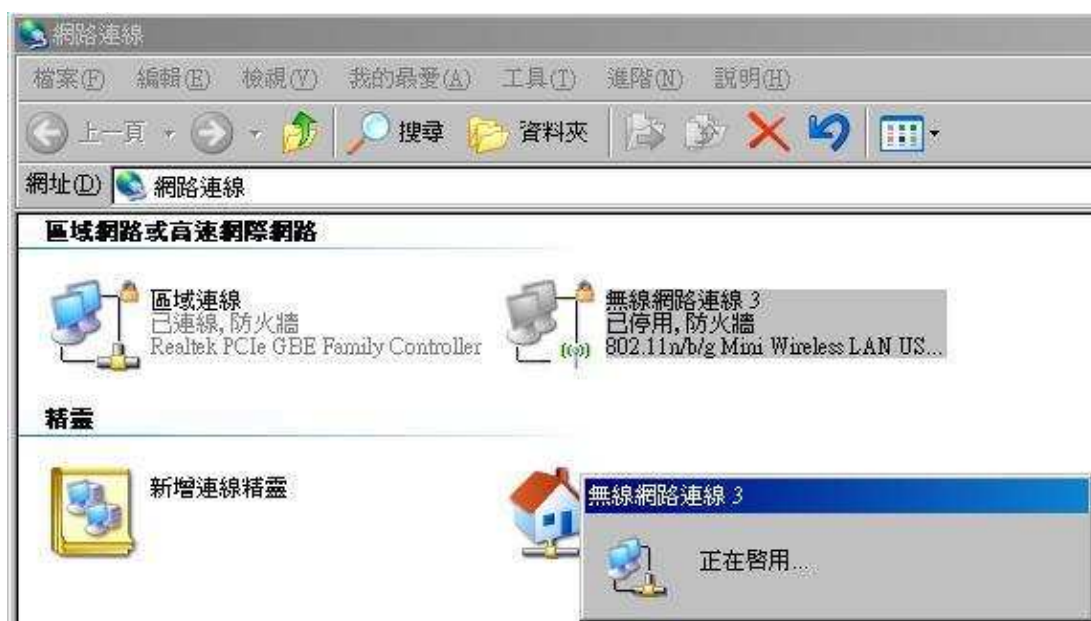 網路連線
檔案(F) 編輯(E) 檢視(V) 我的最愛(A) 工具(T) 進階(N) 說明(H)
上一頁 搜尋 資料夾
網址(D) 網路連線
區域網路或高速網際網路
區域連線
已連線, 防火牆
Realtek PCIe GBE Family Controller
無線網路連線 3
已停用, 防火牆
802.11n/b/g Mini Wireless LAN US...
精靈
新增連線精靈
無線網路連線 3
正在啓用...